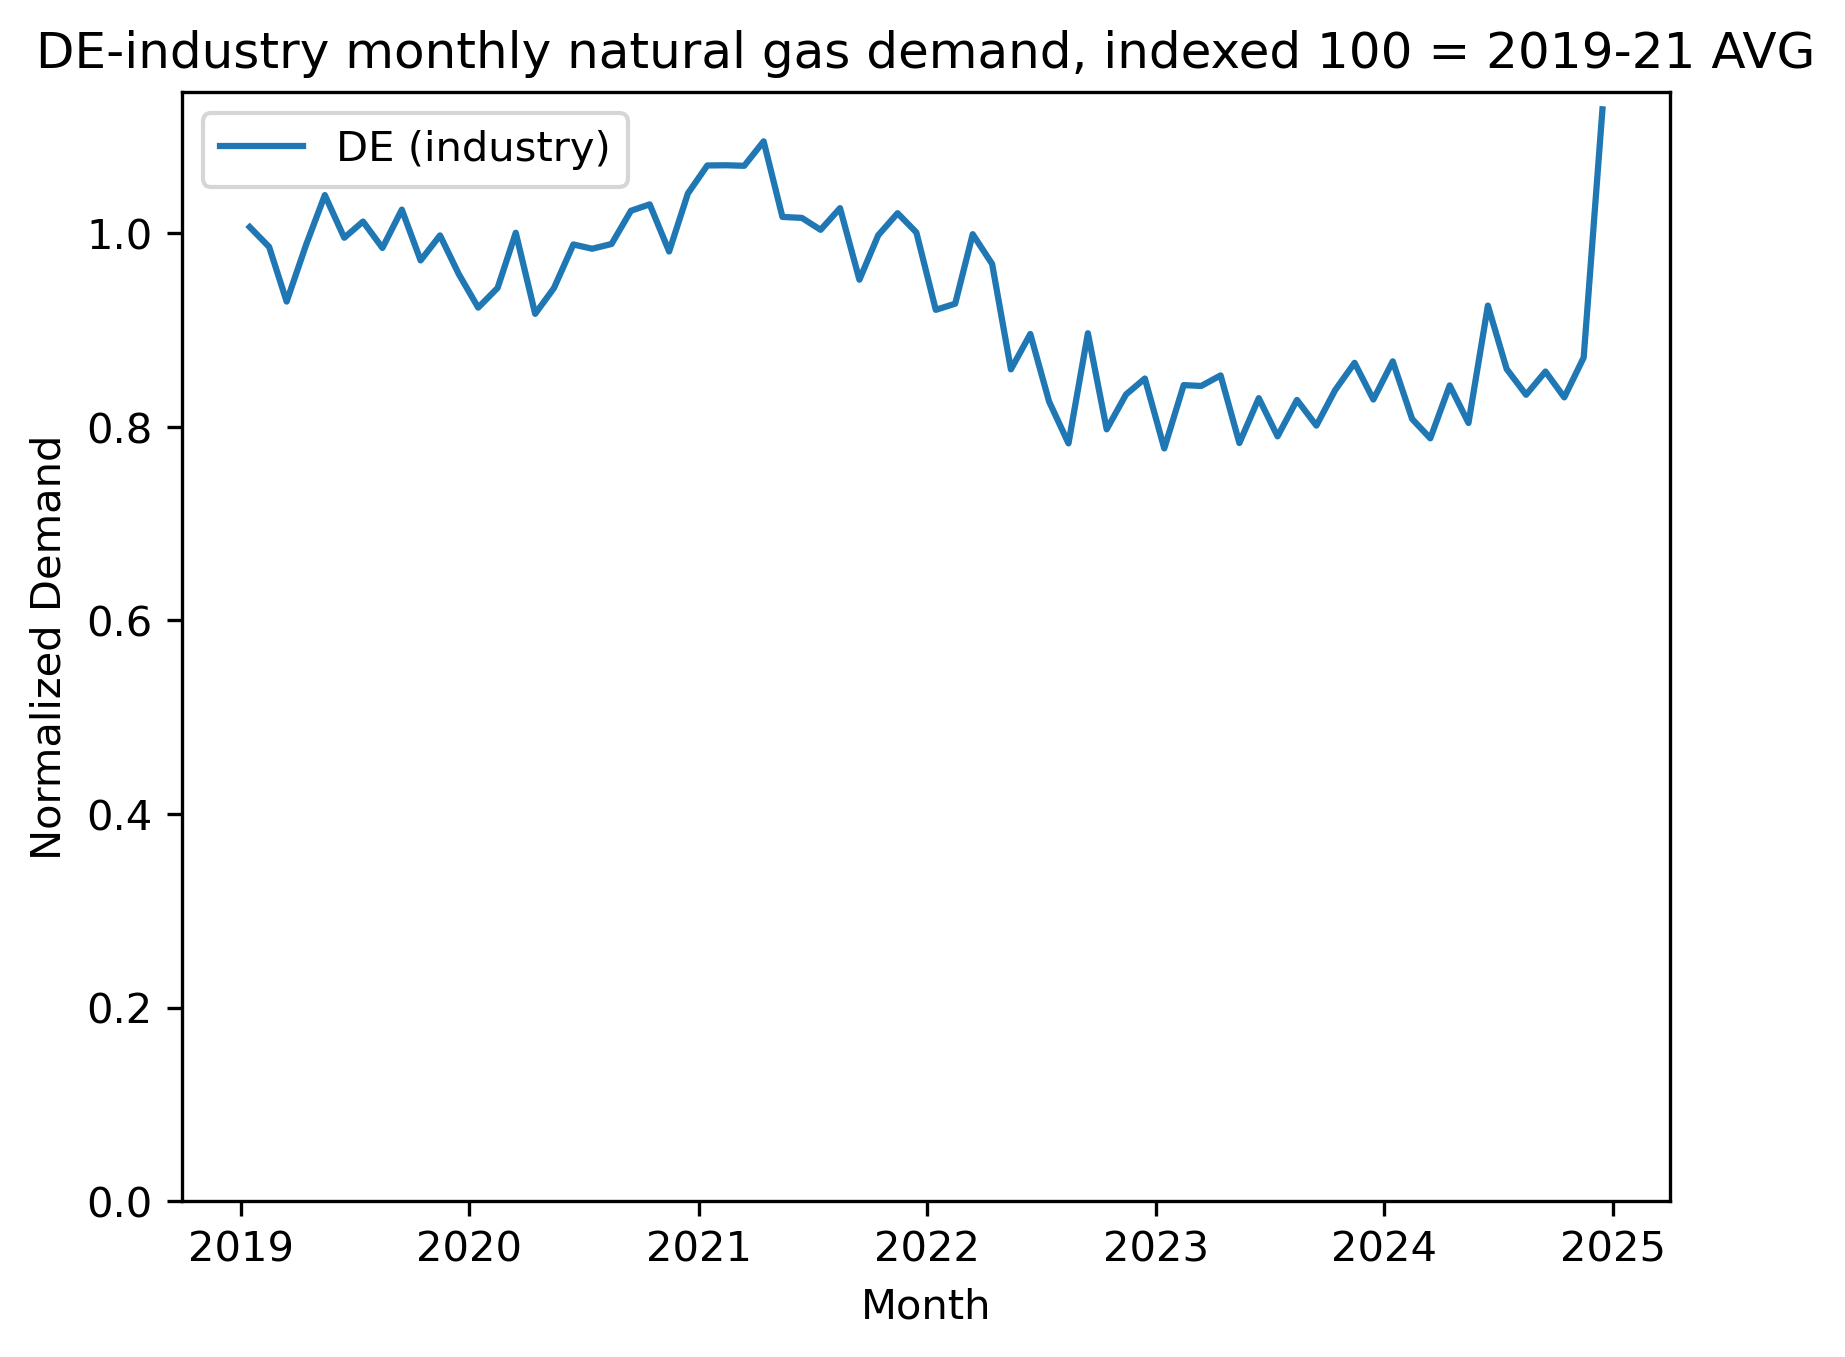 DE-industry monthly natural gas demand, indexed 100 = 2019-21 AVG
DE (industry)
Normalized Demand
1.0
0.8
0.6
0.4
0.2
0.0
2019 2020 2021 2022 2023 2024 2025
Month